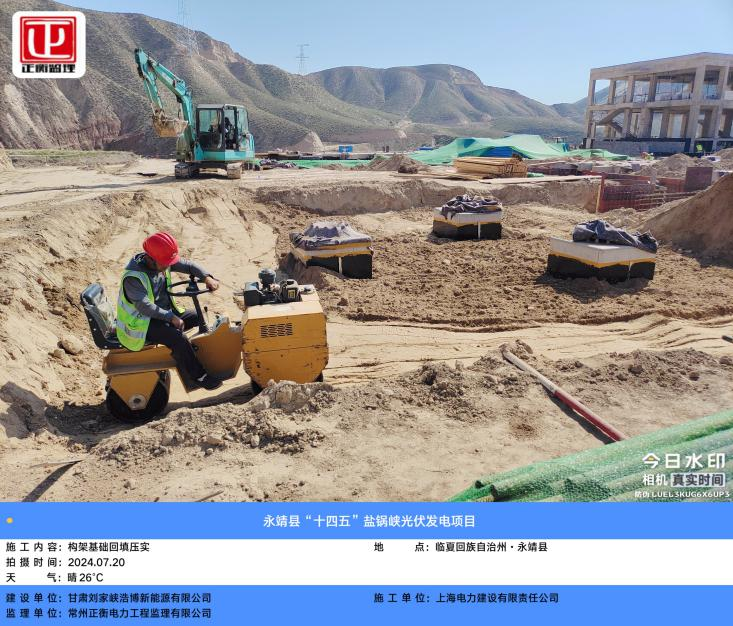 正衡监理
今日水印
相机 真实时间
防伪 LUEL3KUG6X6UP3
永靖县“十四五”盐锅峡光伏发电项目
施工内容：构架基础回填压实
地 点：临夏回族自治州·永靖县
拍摄时间：2024.07.20
天 气：晴 26℃
建设单位：甘肃刘家峡浩博新能源有限公司
施工单位：上海电力建设有限责任公司
监理单位：常州正衡电力工程监理有限公司